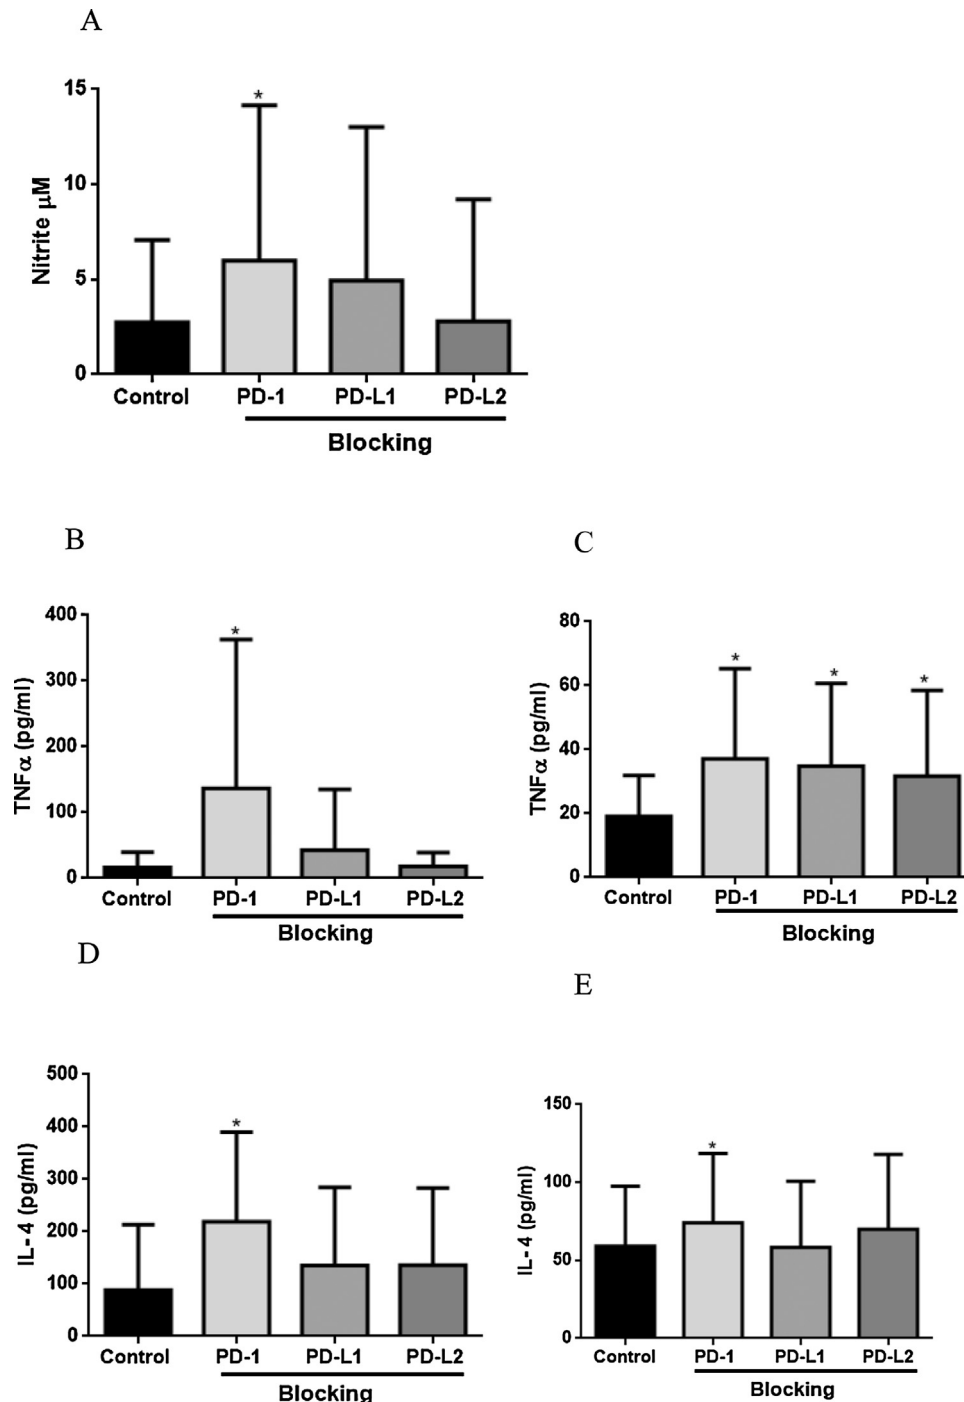 A
15
10
5
0
Nitrite µM
*
Control PD-1 PD-L1 PD-L2
Blocking
B
400
300
200
100
0
TNFα (pg/ml)
*
Control PD-1 PD-L1 PD-L2
Blocking
C
80
60
40
20
0
TNFα (pg/ml)
* * *
Control PD-1 PD-L1 PD-L2
Blocking
D
500
400
300
200
100
0
IL-4 (pg/ml)
*
Control PD-1 PD-L1 PD-L2
Blocking
E
150
100
50
0
IL-4 (pg/ml)
*
Control PD-1 PD-L1 PD-L2
Blocking